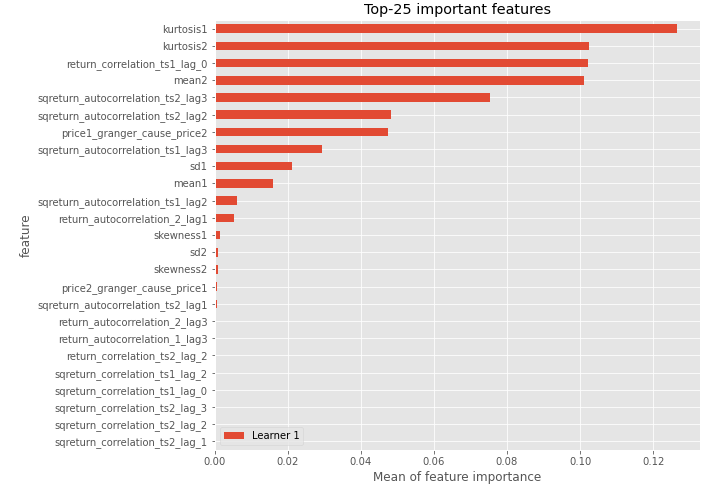 Top-25 important features
kurtosis1
kurtosis2
return_correlation_ts1_lag_0
mean2
sqreturn_autocorrelation_ts2_lag3
sqreturn_autocorrelation_ts2_lag2
price1_granger_cause_price2
sqreturn_autocorrelation_ts1_lag3
sd1
mean1
sqreturn_autocorrelation_ts1_lag2
return_autocorrelation_2_lag1
skewness1
sd2
skewness2
price2_granger_cause_price1
sqreturn_autocorrelation_ts2_lag1
return_autocorrelation_2_lag3
return_autocorrelation_1_lag3
return_correlation_ts2_lag_2
sqreturn_correlation_ts1_lag_2
sqreturn_correlation_ts1_lag_0
sqreturn_correlation_ts2_lag_3
sqreturn_correlation_ts2_lag_2
sqreturn_correlation_ts2_lag_1
feature
Learner 1
0.00 0.02 0.04 0.06 0.08 0.10 0.12
Mean of feature importance